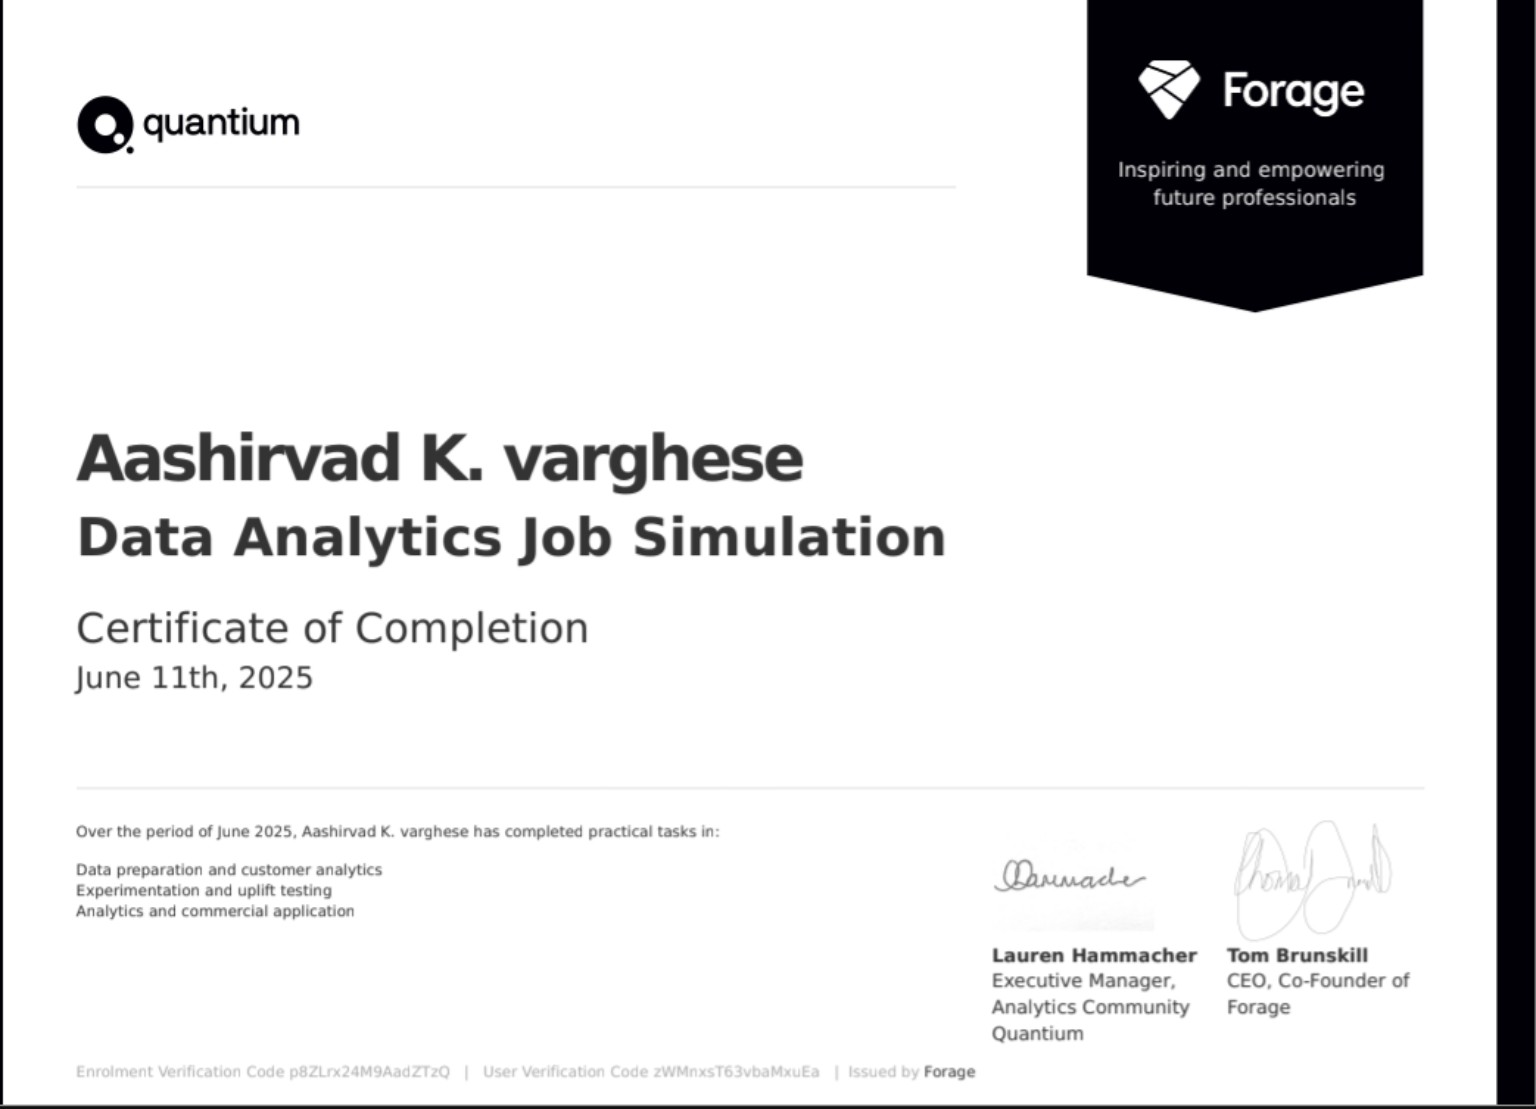 quantium
Forage
Inspiring and empowering
future professionals
Aashirvad K. varghese
Data Analytics Job Simulation
Certificate of Completion
June 11th, 2025
Over the period of June 2025, Aashirvad K. varghese has completed practical tasks in:
Data preparation and customer analytics
Experimentation and uplift testing
Analytics and commercial application
Lauren Hammacher
Executive Manager,
Analytics Community
Quantium
Tom Brunskill
CEO, Co-Founder of
Forage
Enrolment Verification Code p8ZLrx24M9AadZTzQ | User Verification Code zWMnxsT63vbaMxuEa | Issued by Forage